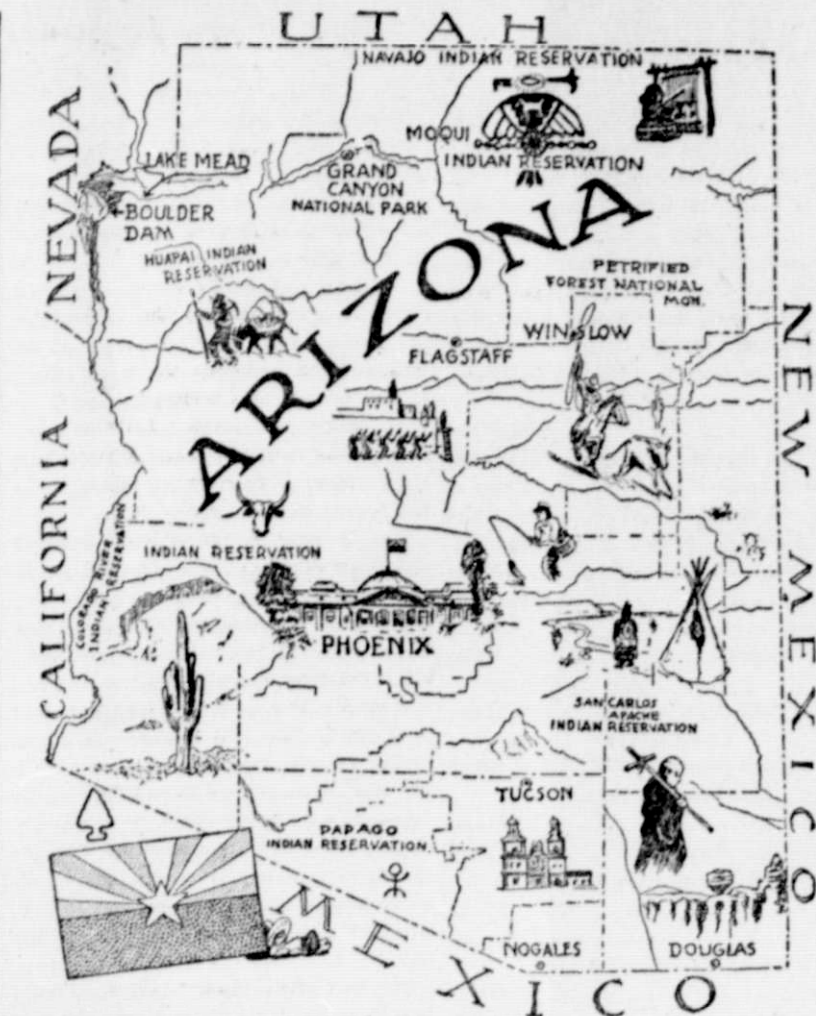 UTAH
NAVAJO INDIAN RESERVATION
MOQUI
INDIAN RESERVATION
NEVADA
LAKE MEAD
GRAND
CANYON
NATIONAL PARK
BOULDER
DAM
HUAPAI INDIAN
RESERVATION
ARIZONA
PETRIFIED
FOREST NATIONAL
MON.
WINSLOW
FLAGSTAFF
NEW MEXICO
CALIFORNIA
COLORADO RIVER
INDIAN RESERVATION
INDIAN RESERVATION
PHOENIX
SAN CARLOS
APACHE
INDIAN RESERVATION
TUCSON
PAPAGO
INDIAN RESERVATION
MEXICO
NOGALES
DOUGLAS